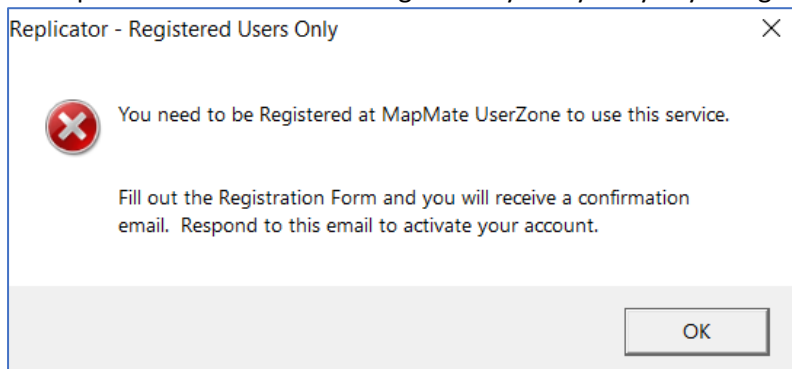 Replicator - Registered Users Only
You need to be Registered at MapMate UserZone to use this service.
Fill out the Registration Form and you will receive a confirmation
email. Respond to this email to activate your account.
OK